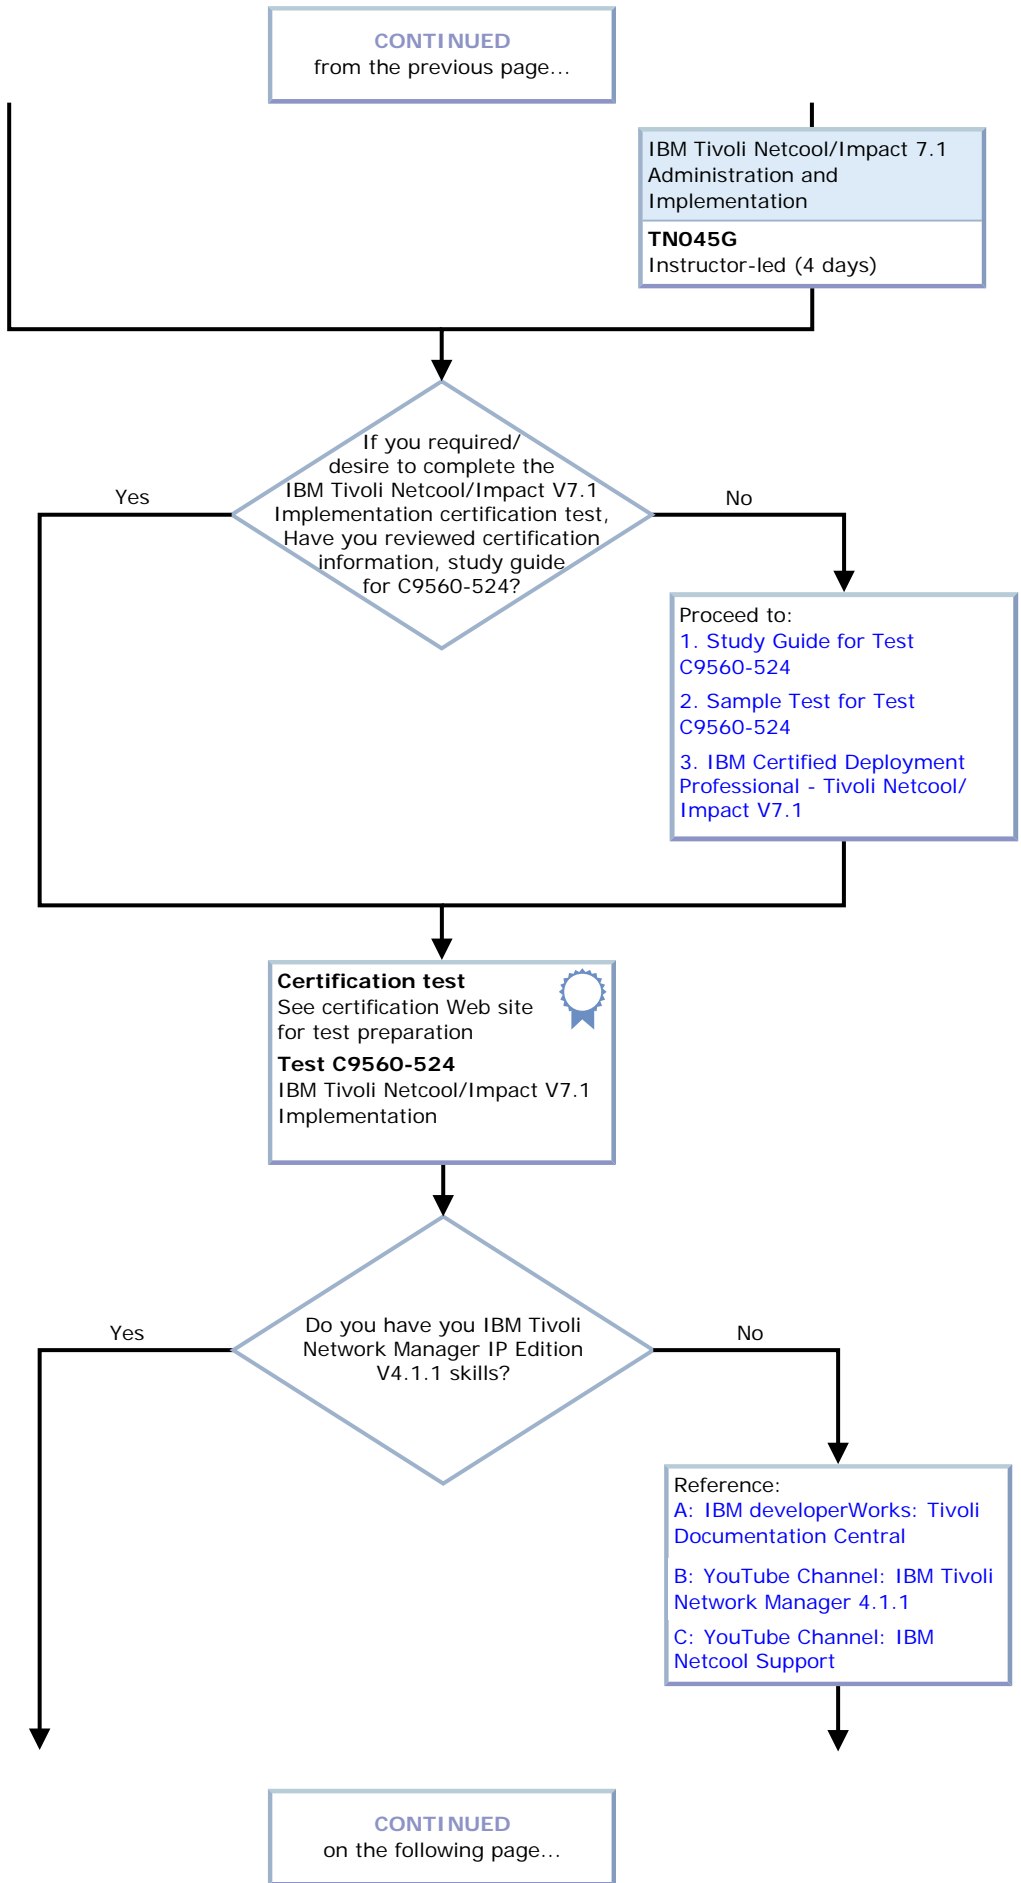 CONTINUED
from the previous page...
IBM Tivoli Netcool/Impact 7.1
Administration and
Implementation
TN045G
Instructor-led (4 days)
If you required/
desire to complete the
IBM Tivoli Netcool/Impact V7.1
Implementation certification test,
Have you reviewed certification
information, study guide
for C9560-524?
Yes
No
Proceed to:
1. Study Guide for Test
C9560-524
2. Sample Test for Test
C9560-524
3. IBM Certified Deployment
Professional - Tivoli Netcool/
Impact V7.1
Certification test
See certification Web site
for test preparation
Test C9560-524
IBM Tivoli Netcool/Impact V7.1
Implementation
Do you have you IBM Tivoli
Network Manager IP Edition
V4.1.1 skills?
Yes
No
Reference:
A: IBM developerWorks: Tivoli
Documentation Central
B: YouTube Channel: IBM Tivoli
Network Manager 4.1.1
C: YouTube Channel: IBM
Netcool Support
CONTINUED
on the following page...